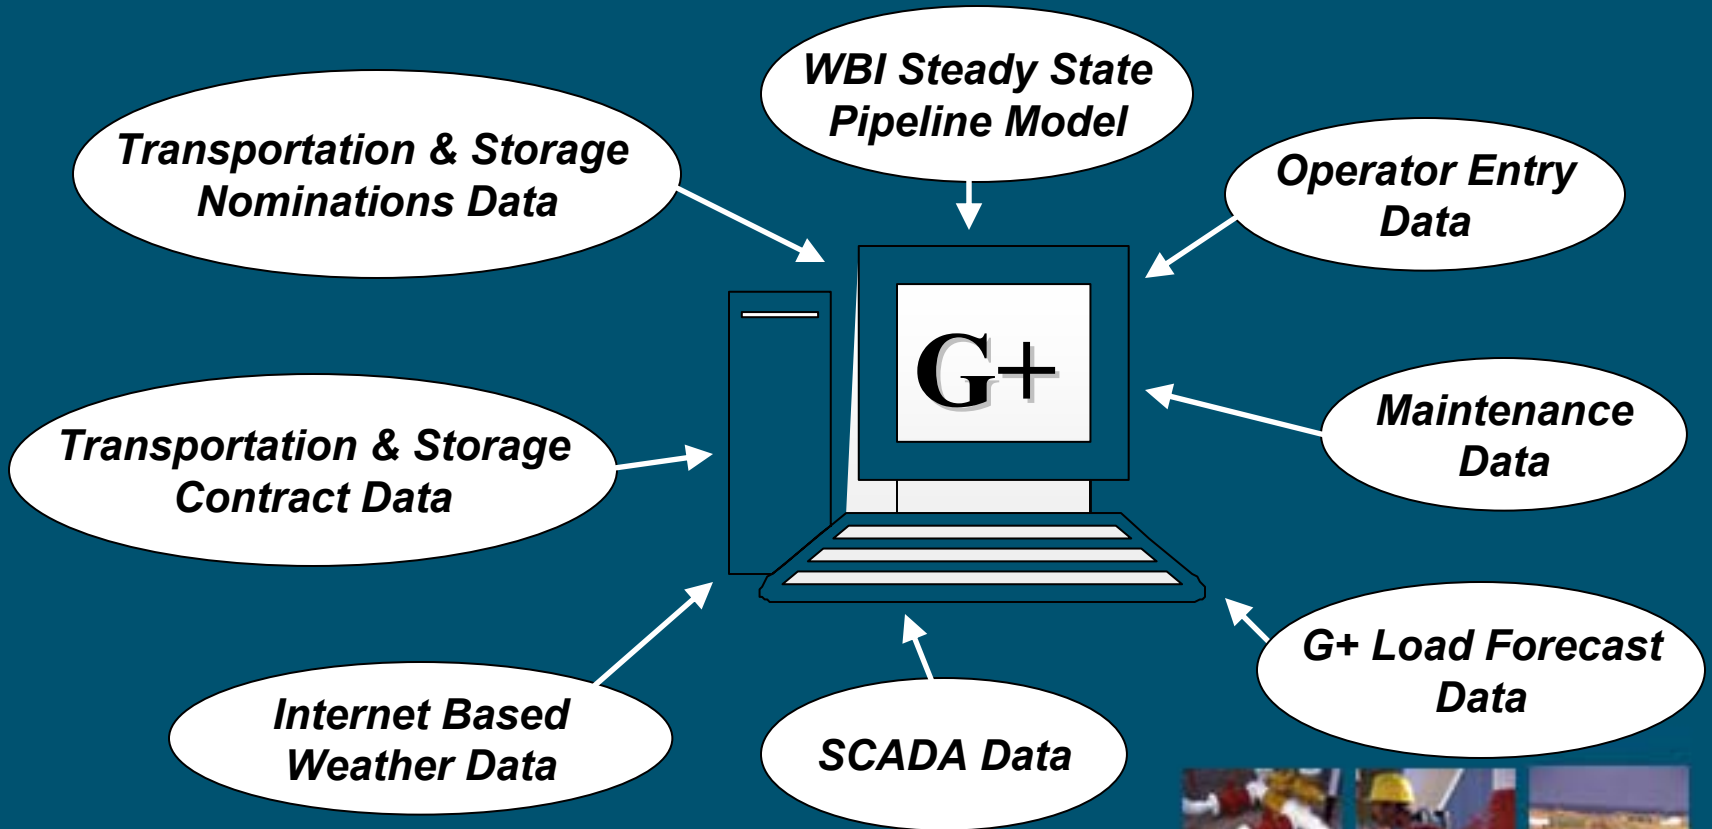 WBI Steady State
Pipeline Model
Transportation & Storage
Nominations Data
Operator Entry
Data
G+
Transportation & Storage
Contract Data
Maintenance
Data
Internet Based
Weather Data
SCADA Data
G+ Load Forecast
Data